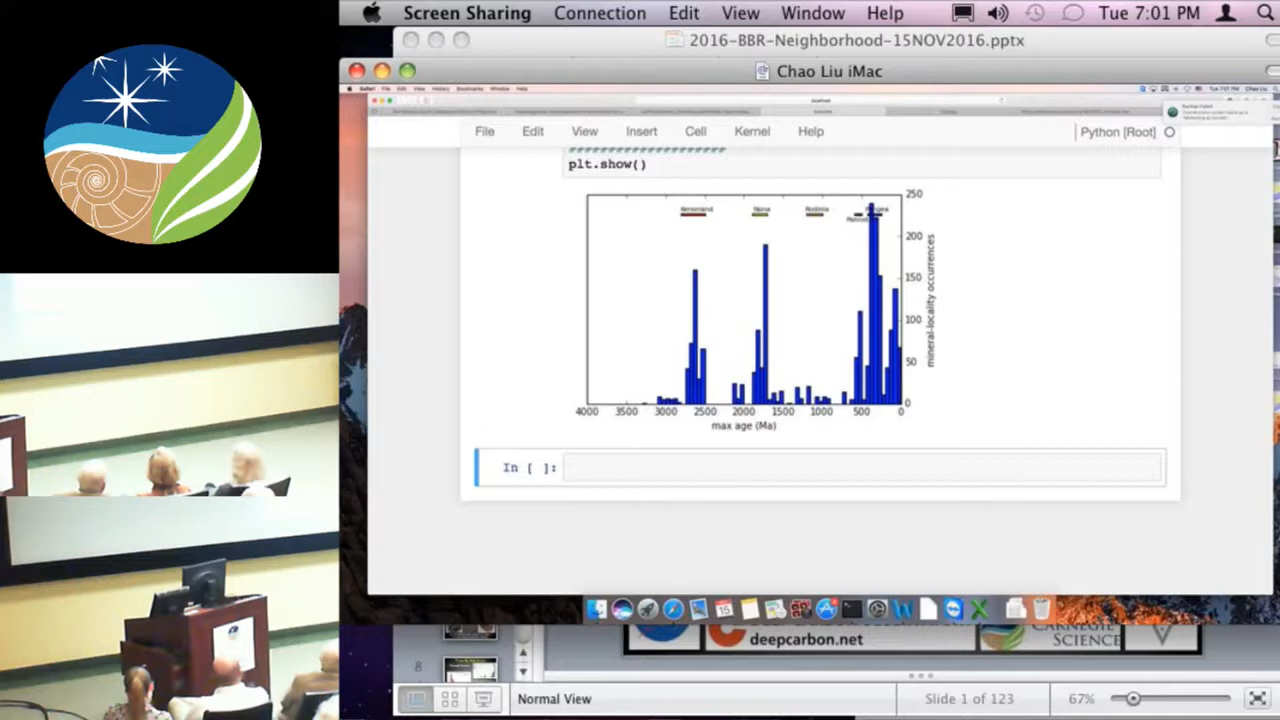 Screen Sharing Connection Edit View Window Help Tue 7:01 PM
2016-BBR-Neighborhood-15NOV2016.pptx
Chao Liu iMac
File Edit View Insert Cell Kernel Help Python [Root]
####################
plt.show()
Kenorland Nuna Rodinia Pangea
250
200
150
100
50
0
mineral-locality occurrences
4000 3500 3000 2500 2000 1500 1000 500 0
max age (Ma)
In [ ]:
deepcarbon.net
SCIENCE
8
Normal View Slide 1 of 123 67%